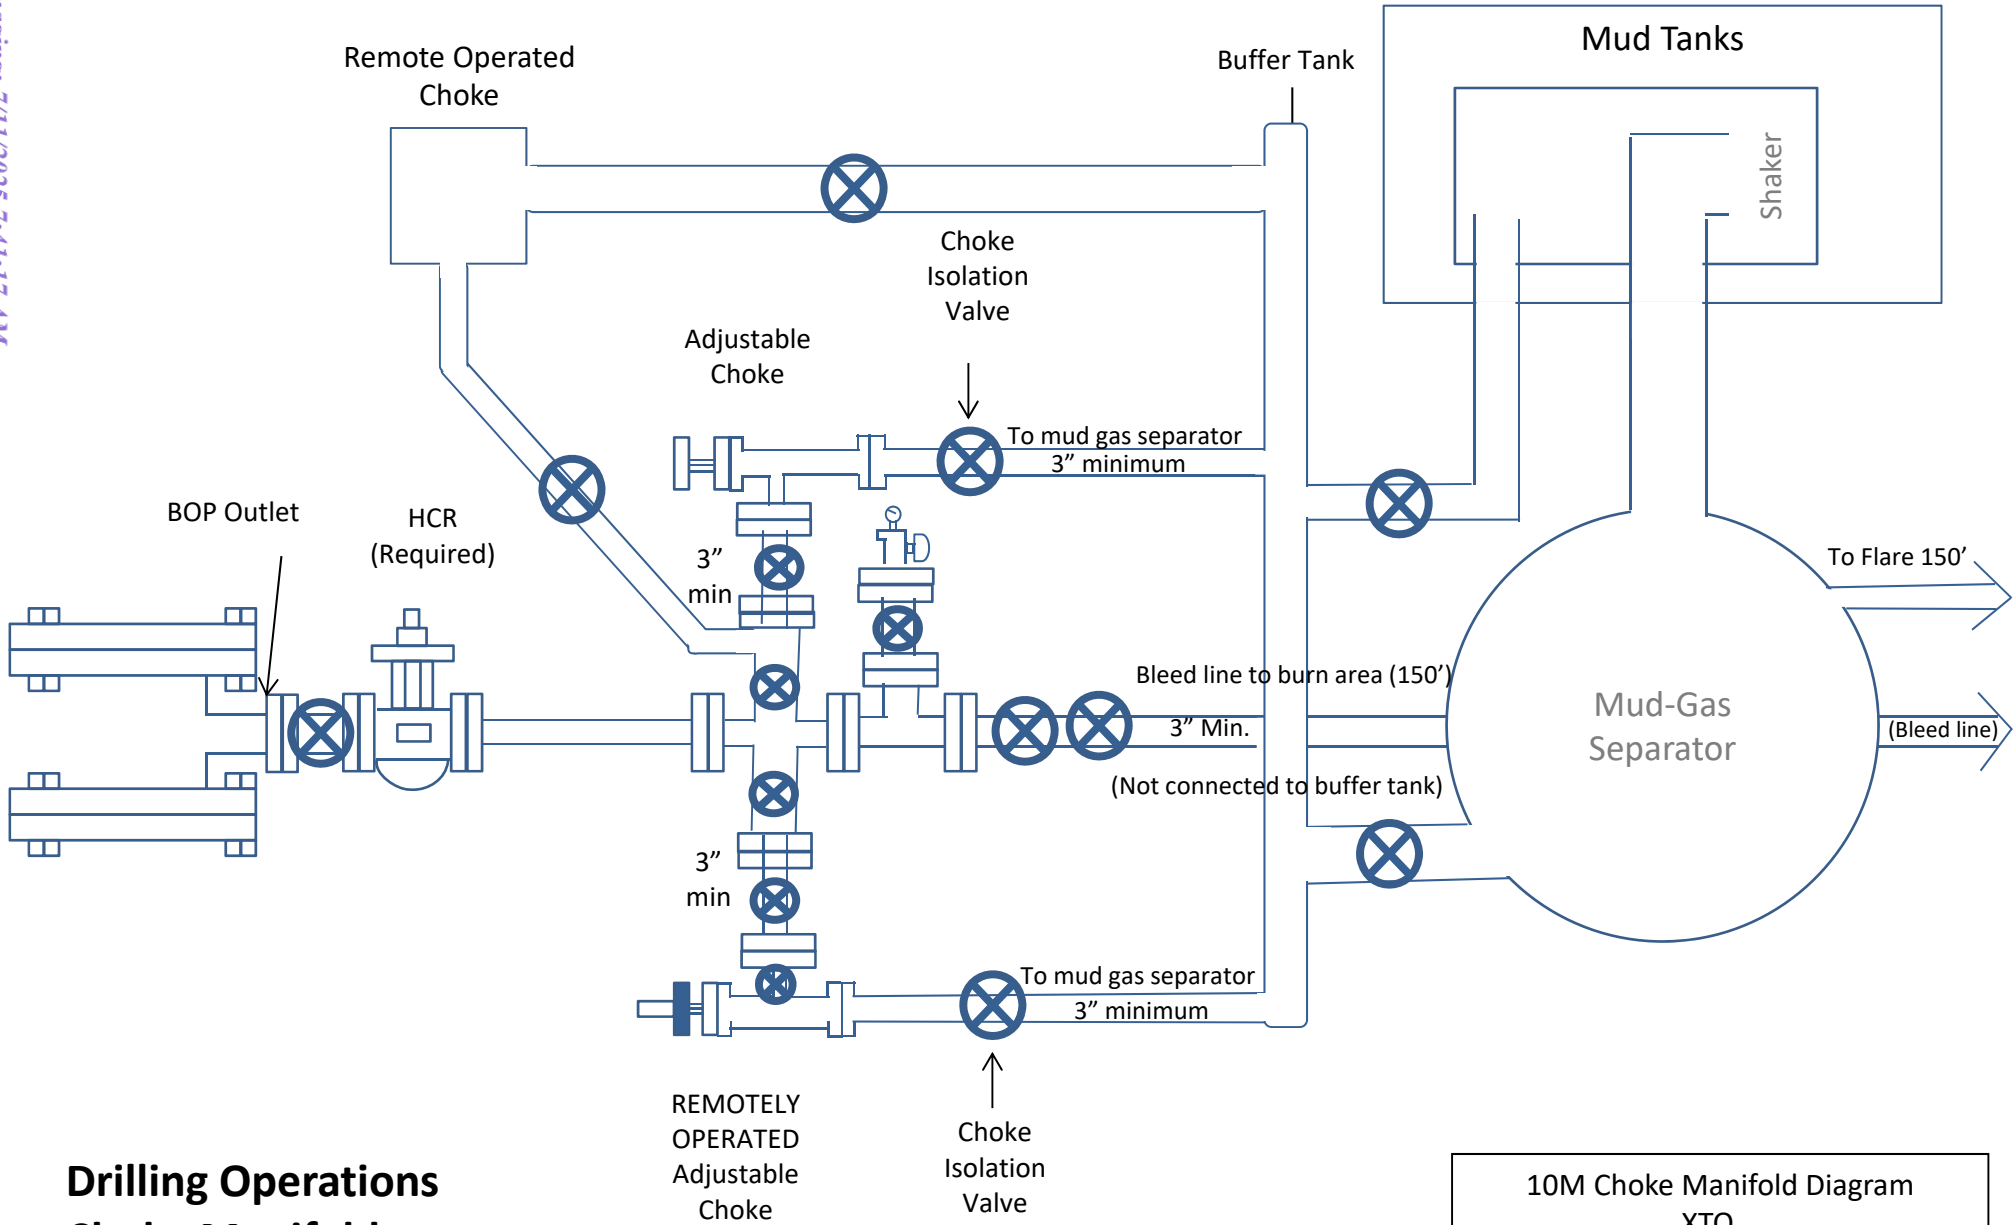 Mud Tanks
Remote Operated
Choke
Buffer Tank
Shaker
Choke
Isolation
Valve
Adjustable
Choke
To mud gas separator
3” minimum
BOP Outlet
HCR
(Required)
3”
min
To Flare 150’
Bleed line to burn area (150’)
3” Min.
(Not connected to buffer tank)
Mud-Gas
Separator
(Bleed line)
3”
min
To mud gas separator
3” minimum
REMOTELY
OPERATED
Adjustable
Choke
Choke
Isolation
Valve
Drilling Operations
10M Choke Manifold Diagram
XTO